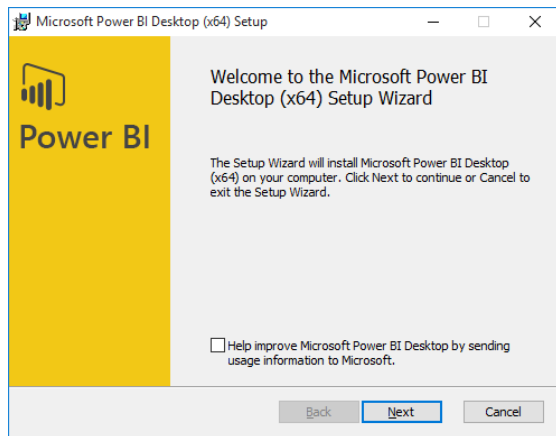 Microsoft Power BI Desktop (x64) Setup
Power BI
Welcome to the Microsoft Power BI
Desktop (x64) Setup Wizard
The Setup Wizard will install Microsoft Power BI Desktop
(x64) on your computer. Click Next to continue or Cancel to
exit the Setup Wizard.
Help improve Microsoft Power BI Desktop by sending
usage information to Microsoft.
Back
Next
Cancel